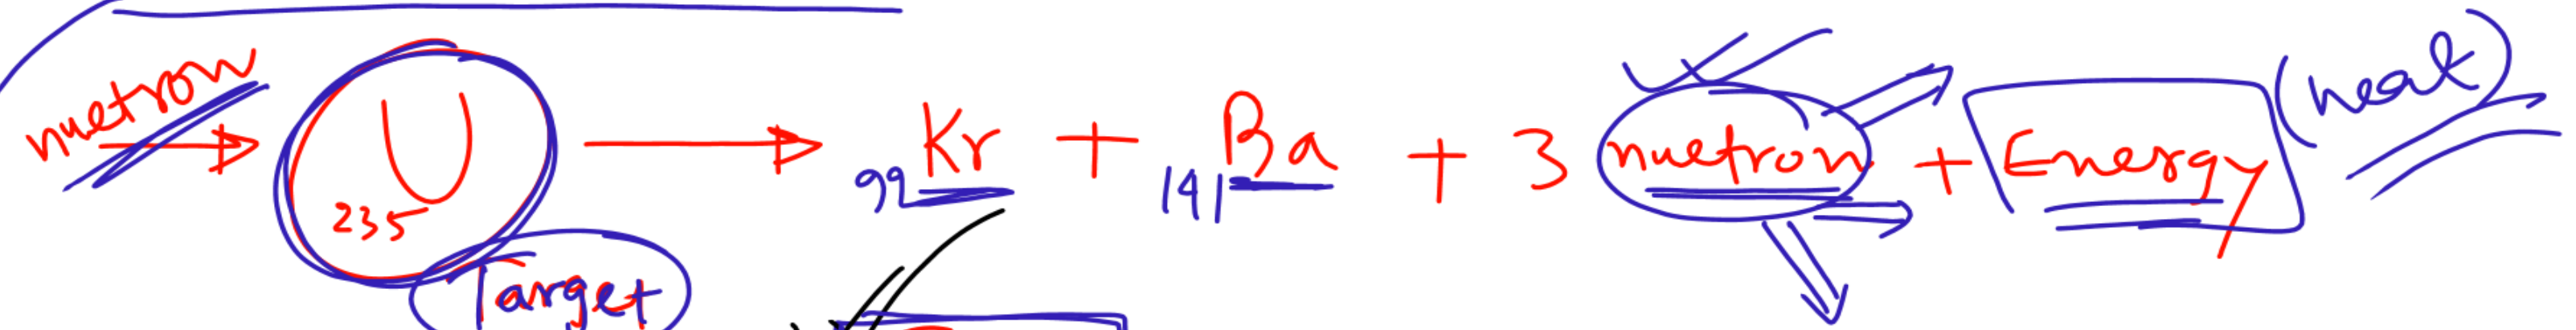 nuetron → U 235 → 99 Kr + 141 Ba + 3 nuetron + Energy (heat)
Target